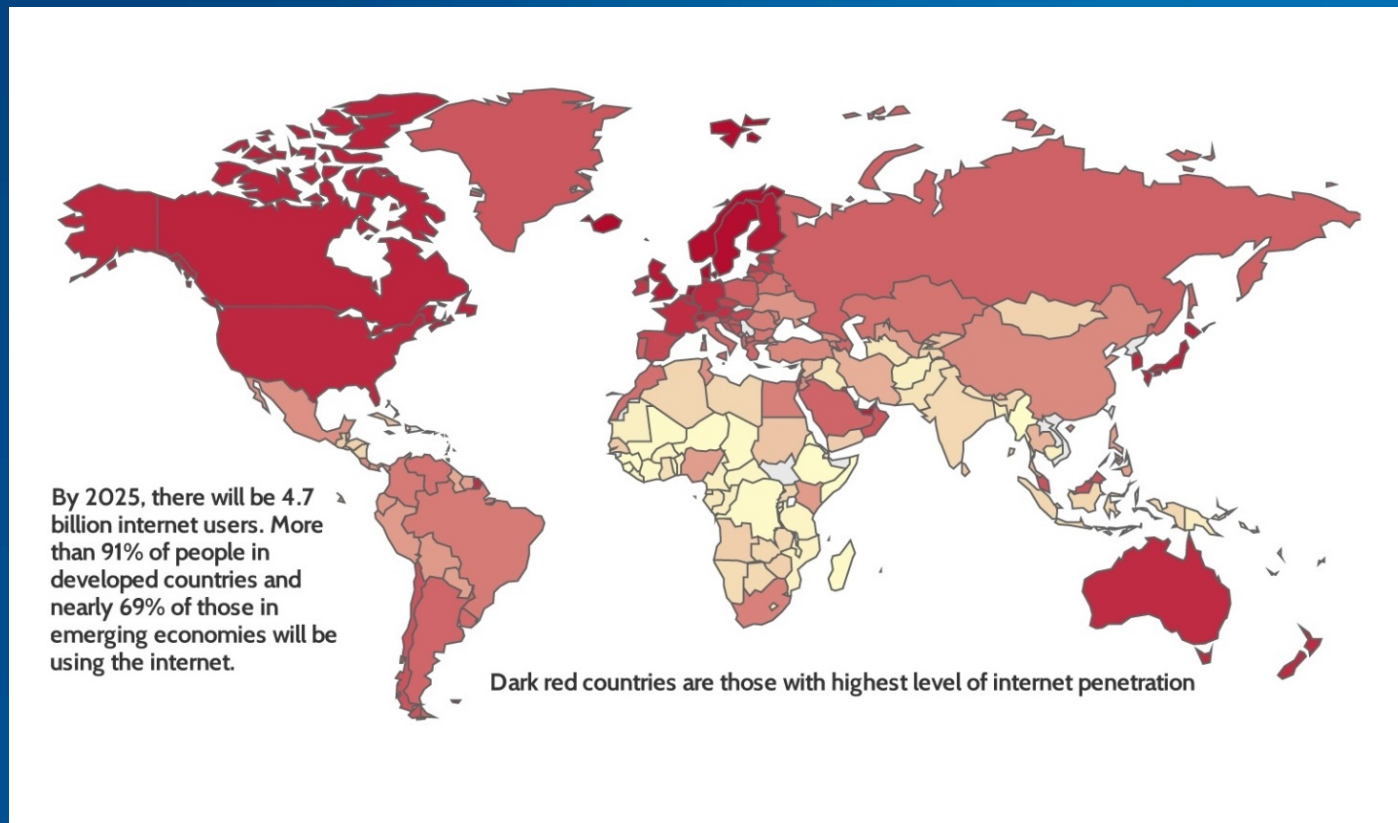 By 2025, there will be 4.7
billion internet users. More
than 91% of people in
developed countries and
nearly 69% of those in
emerging economies will be
using the internet.
Dark red countries are those with highest level of internet penetration